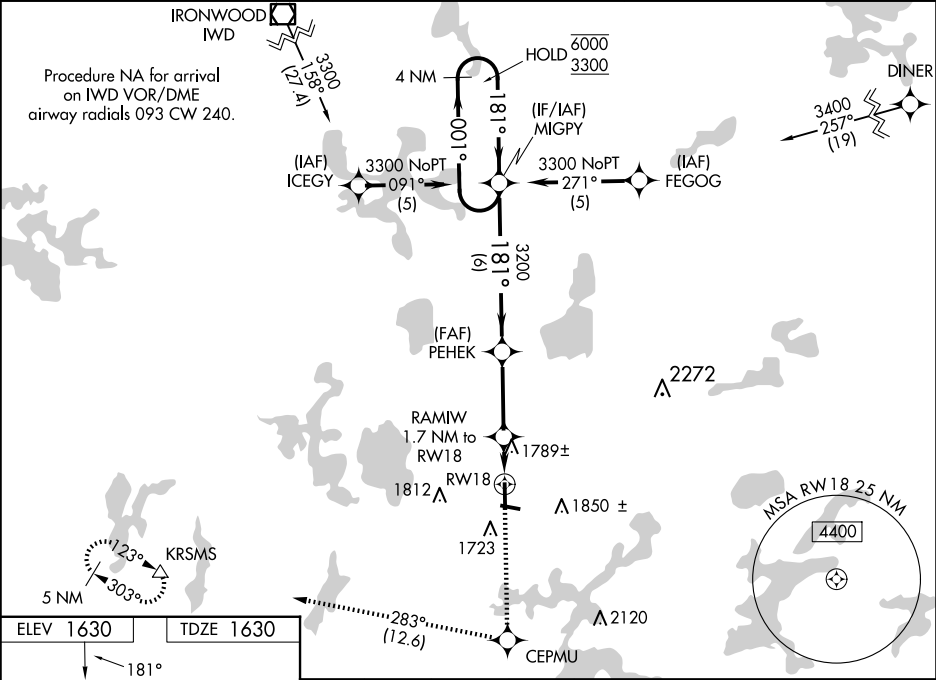 IRONWOOD
IWD
3300
158°
(27.4)
Procedure NA for arrival
on IWD VOR/DME
airway radials 093 CW 240.
HOLD 6000
3300
4 NM
001°
181°
(IF/IAF)
MIGPY
DINER
3400
257°
(19)
(IAF)
ICEGY
3300 NoPT
091°
(5)
3300 NoPT
271°
(5)
(IAF)
FEGOG
3200
181°
(6)
(FAF)
PEHEK
2272
RAMIW
1.7 NM to
RW18
1789±
RW18
1812
1850 ±
1723
MSA RW18 25 NM
4400
123°
303°
KRSMS
5 NM
283°
(12.6)
2120
CEPMU
ELEV 1630
TDZE 1630
181°